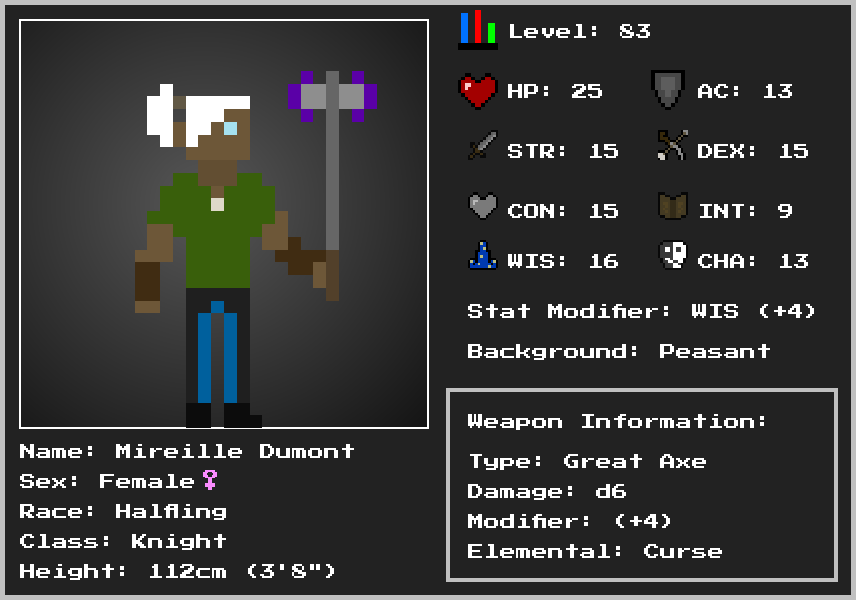 Level: 83
HP: 25
AC: 13
STR: 15
DEX: 15
CON: 15
INT: 9
WIS: 16
CHA: 13
Stat Modifier: WIS (+4)
Background: Peasant
Name: Mireille Dumont
Sex: Female♀
Race: Halfling
Class: Knight
Height: 112cm (3'8")
Weapon Information:
Type: Great Axe
Damage: d6
Modifier: (+4)
Elemental: Curse